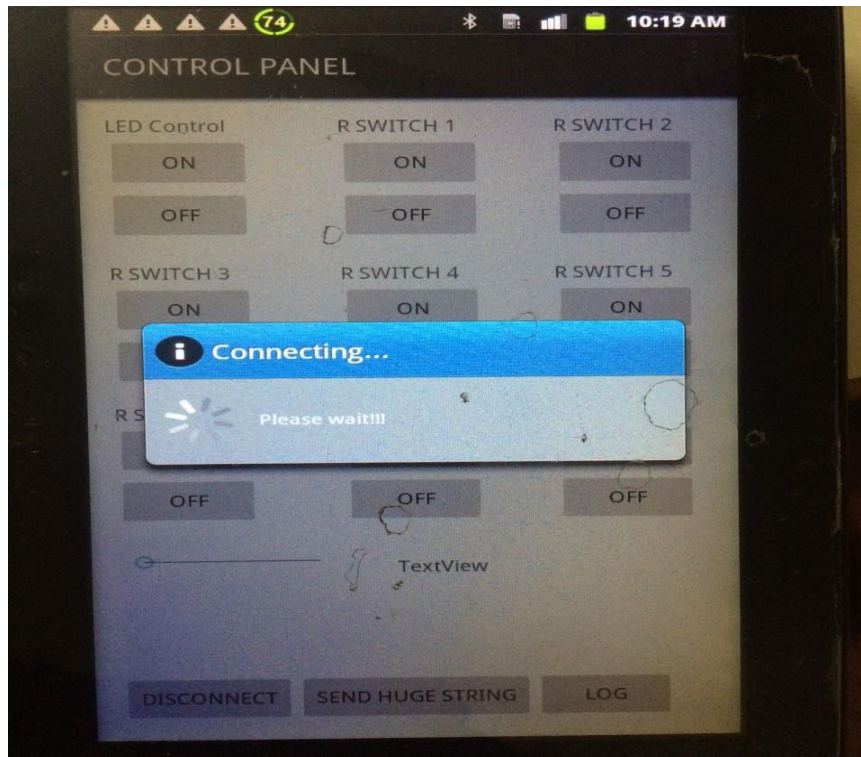 74 10:19 AM
CONTROL PANEL
LED Control R SWITCH 1 R SWITCH 2
ON ON ON
OFF OFF OFF
R SWITCH 3 R SWITCH 4 R SWITCH 5
ON ON ON
Connecting...
R S
Please wait!!!
OFF OFF OFF
TextView
DISCONNECT SEND HUGE STRING LOG